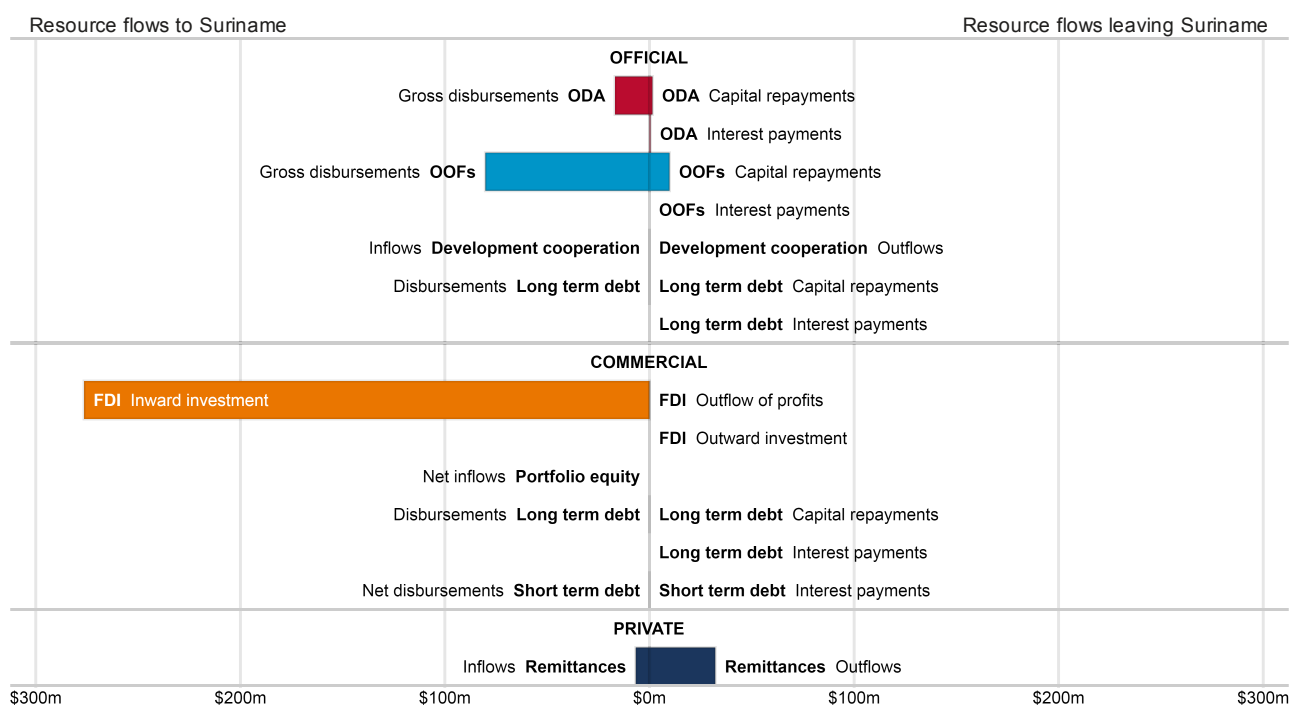 Resource flows to Suriname Resource flows leaving Suriname
OFFICIAL
Gross disbursements ODA ODA Capital repayments
ODA Interest payments
Gross disbursements OOFs OOFs Capital repayments
OOFs Interest payments
Inflows Development cooperation Development cooperation Outflows
Disbursements Long term debt Long term debt Capital repayments
Long term debt Interest payments
COMMERCIAL
FDI Inward investment FDI Outflow of profits
FDI Outward investment
Net inflows Portfolio equity
Disbursements Long term debt Long term debt Capital repayments
Long term debt Interest payments
Net disbursements Short term debt Short term debt Interest payments
PRIVATE
Inflows Remittances Remittances Outflows
$300m $200m $100m $0m $100m $200m $300m